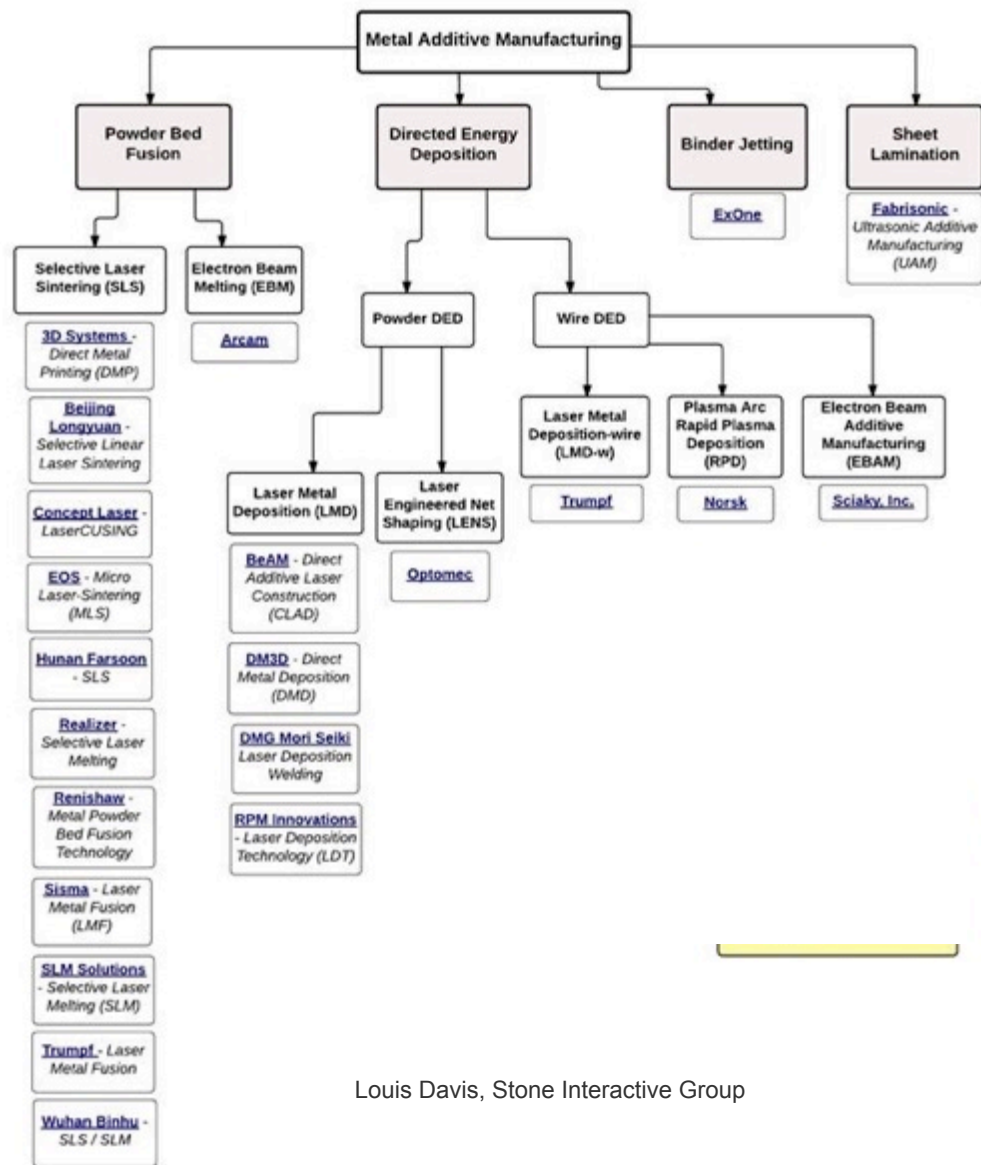 Metal Additive Manufacturing
Powder Bed
Fusion
Directed Energy
Deposition
Binder Jetting
Sheet
Lamination
ExOne
Fabrisonic -
Ultrasonic Additive
Manufacturing
(UAM)
Selective Laser
Sintering (SLS)
Electron Beam
Melting (EBM)
Arcam
3D Systems -
Direct Metal
Printing (DMP)
Beijing
Longyuan -
Selective Linear
Laser Sintering
Concept Laser -
LaserCUSING
EOS - Micro
Laser-Sintering
(MLS)
Hunan Farsoon
- SLS
Realizer -
Selective Laser
Melting
Renishaw -
Metal Powder
Bed Fusion
Technology
Sisma - Laser
Metal Fusion
(LMF)
SLM Solutions
- Selective Laser
Melting (SLM)
Trumpf - Laser
Metal Fusion
Wuhan Binhu -
SLS / SLM
Powder DED
Wire DED
Laser Metal
Deposition (LMD)
BeAM - Direct
Additive Laser
Construction
(CLAD)
DM3D - Direct
Metal Deposition
(DMD)
DMG Mori Seiki
Laser Deposition
Welding
RPM Innovations
- Laser Deposition
Technology (LDT)
Laser
Engineered Net
Shaping (LENS)
Optomec
Laser Metal
Deposition-wire
(LMD-w)
Trumpf
Plasma Arc
Rapid Plasma
Deposition
(RPD)
Norsk
Electron Beam
Additive
Manufacturing
(EBAM)
Sciaky, Inc.
Louis Davis, Stone Interactive Group